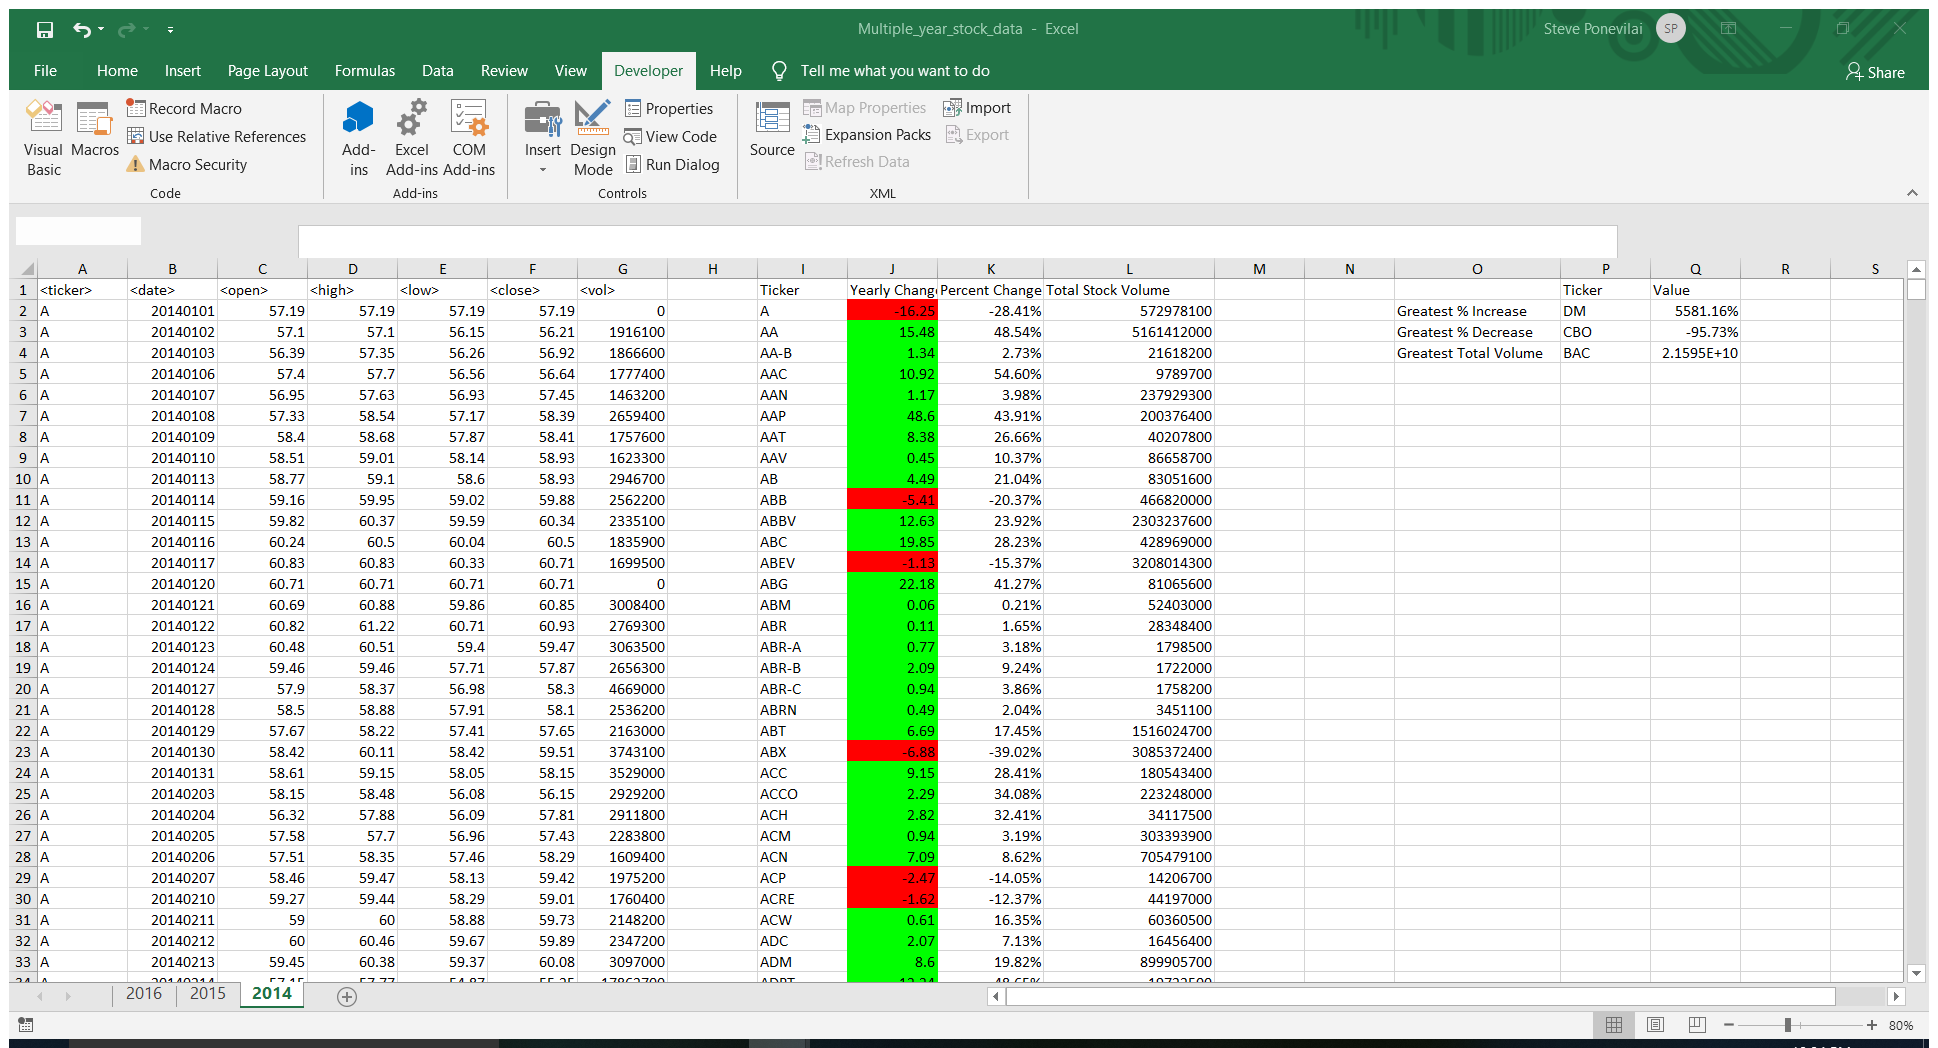 Multiple_year_stock_data - Excel
Steve Ponevilai SP
File Home Insert Page Layout Formulas Data Review View Developer Help Tell me what you want to do Share
Visual Basic
Macros
Record Macro
Use Relative References
Macro Security
Code
Add-ins
Excel Add-ins
COM Add-ins
Add-ins
Insert
Design Mode
Properties
View Code
Run Dialog
Controls
Source
Map Properties
Expansion Packs
Refresh Data
Import
Export
XML
A B C D E F G H I J K L M N O P Q R S
1 <ticker> <date> <open> <high> <low> <close> <vol> Ticker Yearly Chang Percent Change Total Stock Volume Ticker Value
2 A 20140101 57.19 57.19 57.19 57.19 0 A -16.25 -28.41% 572978100 Greatest % Increase DM 5581.16%
3 A 20140102 57.1 57.1 56.15 56.21 1916100 AA 15.48 48.54% 5161412000 Greatest % Decrease CBO -95.73%
4 A 20140103 56.39 57.35 56.26 56.92 1866600 AA-B 1.34 2.73% 21618200 Greatest Total Volume BAC 2.1595E+10
5 A 20140106 57.4 57.7 56.56 56.64 1777400 AAC 10.92 54.60% 9789700
6 A 20140107 56.95 57.63 56.93 57.45 1463200 AAN 1.17 3.98% 237929300
7 A 20140108 57.33 58.54 57.17 58.39 2659400 AAP 48.6 43.91% 200376400
8 A 20140109 58.4 58.68 57.87 58.41 1757600 AAT 8.38 26.66% 40207800
9 A 20140110 58.51 59.01 58.14 58.93 1623300 AAV 0.45 10.37% 86658700
10 A 20140113 58.77 59.1 58.6 58.93 2946700 AB 4.49 21.04% 83051600
11 A 20140114 59.16 59.95 59.02 59.88 2562200 ABB -5.41 -20.37% 466820000
12 A 20140115 59.82 60.37 59.59 60.34 2335100 ABBV 12.63 23.92% 2303237600
13 A 20140116 60.24 60.5 60.04 60.5 1835900 ABC 19.85 28.23% 428969000
14 A 20140117 60.83 60.83 60.33 60.71 1699500 ABEV -1.13 -15.37% 3208014300
15 A 20140120 60.71 60.71 60.71 60.71 0 ABG 22.18 41.27% 81065600
16 A 20140121 60.69 60.88 59.86 60.85 3008400 ABM 0.06 0.21% 52403000
17 A 20140122 60.82 61.22 60.71 60.93 2769300 ABR 0.11 1.65% 28348400
18 A 20140123 60.48 60.51 59.4 59.47 3063500 ABR-A 0.77 3.18% 1798500
19 A 20140124 59.46 59.46 57.71 57.87 2656300 ABR-B 2.09 9.24% 1722000
20 A 20140127 57.9 58.37 56.98 58.3 4669000 ABR-C 0.94 3.86% 1758200
21 A 20140128 58.5 58.88 57.91 58.1 2536200 ABRN 0.49 2.04% 3451100
22 A 20140129 57.67 58.22 57.41 57.65 2163000 ABT 6.69 17.45% 1516024700
23 A 20140130 58.42 60.11 58.42 59.51 3743100 ABX -6.88 -39.02% 3085372400
24 A 20140131 58.61 59.15 58.05 58.15 3529000 ACC 9.15 28.41% 180543400
25 A 20140203 58.15 58.48 56.08 56.15 2929200 ACCO 2.29 34.08% 223248000
26 A 20140204 56.32 57.88 56.09 57.81 2911800 ACH 2.82 32.41% 34117500
27 A 20140205 57.58 57.7 56.96 57.43 2283800 ACM 0.94 3.19% 303393900
28 A 20140206 57.51 58.35 57.46 58.29 1609400 ACN 7.09 8.62% 705479100
29 A 20140207 58.46 59.47 58.13 59.42 1975200 ACP -2.47 -14.05% 14206700
30 A 20140210 59.27 59.44 58.29 59.01 1760400 ACRE -1.62 -12.37% 44197000
31 A 20140211 59 60 58.88 59.73 2148200 ACW 0.61 16.35% 60360500
32 A 20140212 60 60.46 59.67 59.89 2347200 ADC 2.07 7.13% 16456400
33 A 20140213 59.45 60.38 59.37 60.08 3097000 ADM 8.6 19.82% 899905700
2016 2015 2014
80%